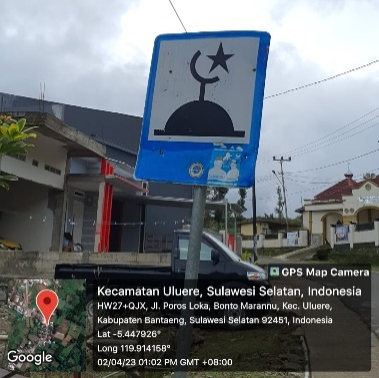 GPS Map Camera
Kecamatan Uluere, Sulawesi Selatan, Indonesia
HW27+QJX, Jl. Poros Loka, Bonto Marannu, Kec. Uluere,
Kabupaten Bantaeng, Sulawesi Selatan 92451, Indonesia
Lat -5.447926°
Long 119.914158°
02/04/23 01:02 PM GMT +08:00
Google